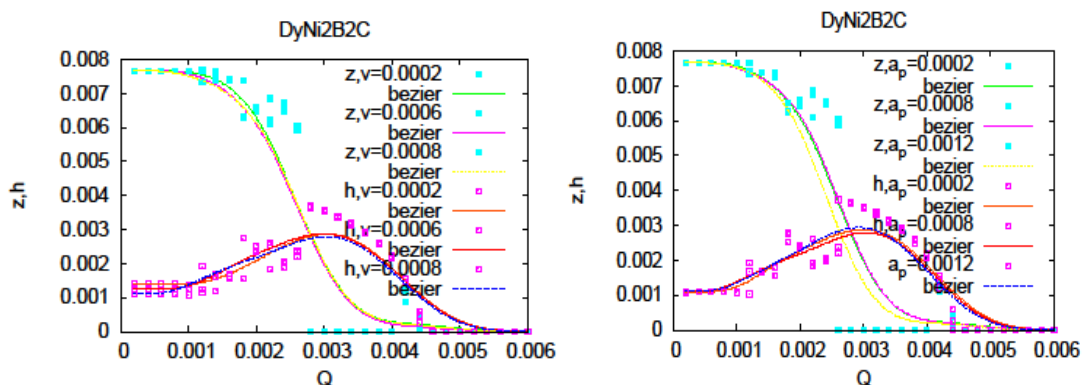 DyNi2B2C
0.008
0.007
0.006
0.005
0.004
0.003
0.002
0.001
0
z,h
z,v=0.0002
bezier
z,v=0.0006
bezier
z,v=0.0008
bezier
h,v=0.0002
bezier
h,v=0.0006
bezier
h,v=0.0008
bezier
0 0.001 0.002 0.003 0.004 0.005 0.006
Q
DyNi2B2C
0.008
0.007
0.006
0.005
0.004
0.003
0.002
0.001
0
z,h
z,ap=0.0002
bezier
z,ap=0.0008
bezier
z,ap=0.0012
bezier
h,ap=0.0002
bezier
h,ap=0.0008
bezier
ap=0.0012
bezier
0 0.001 0.002 0.003 0.004 0.005 0.006
Q